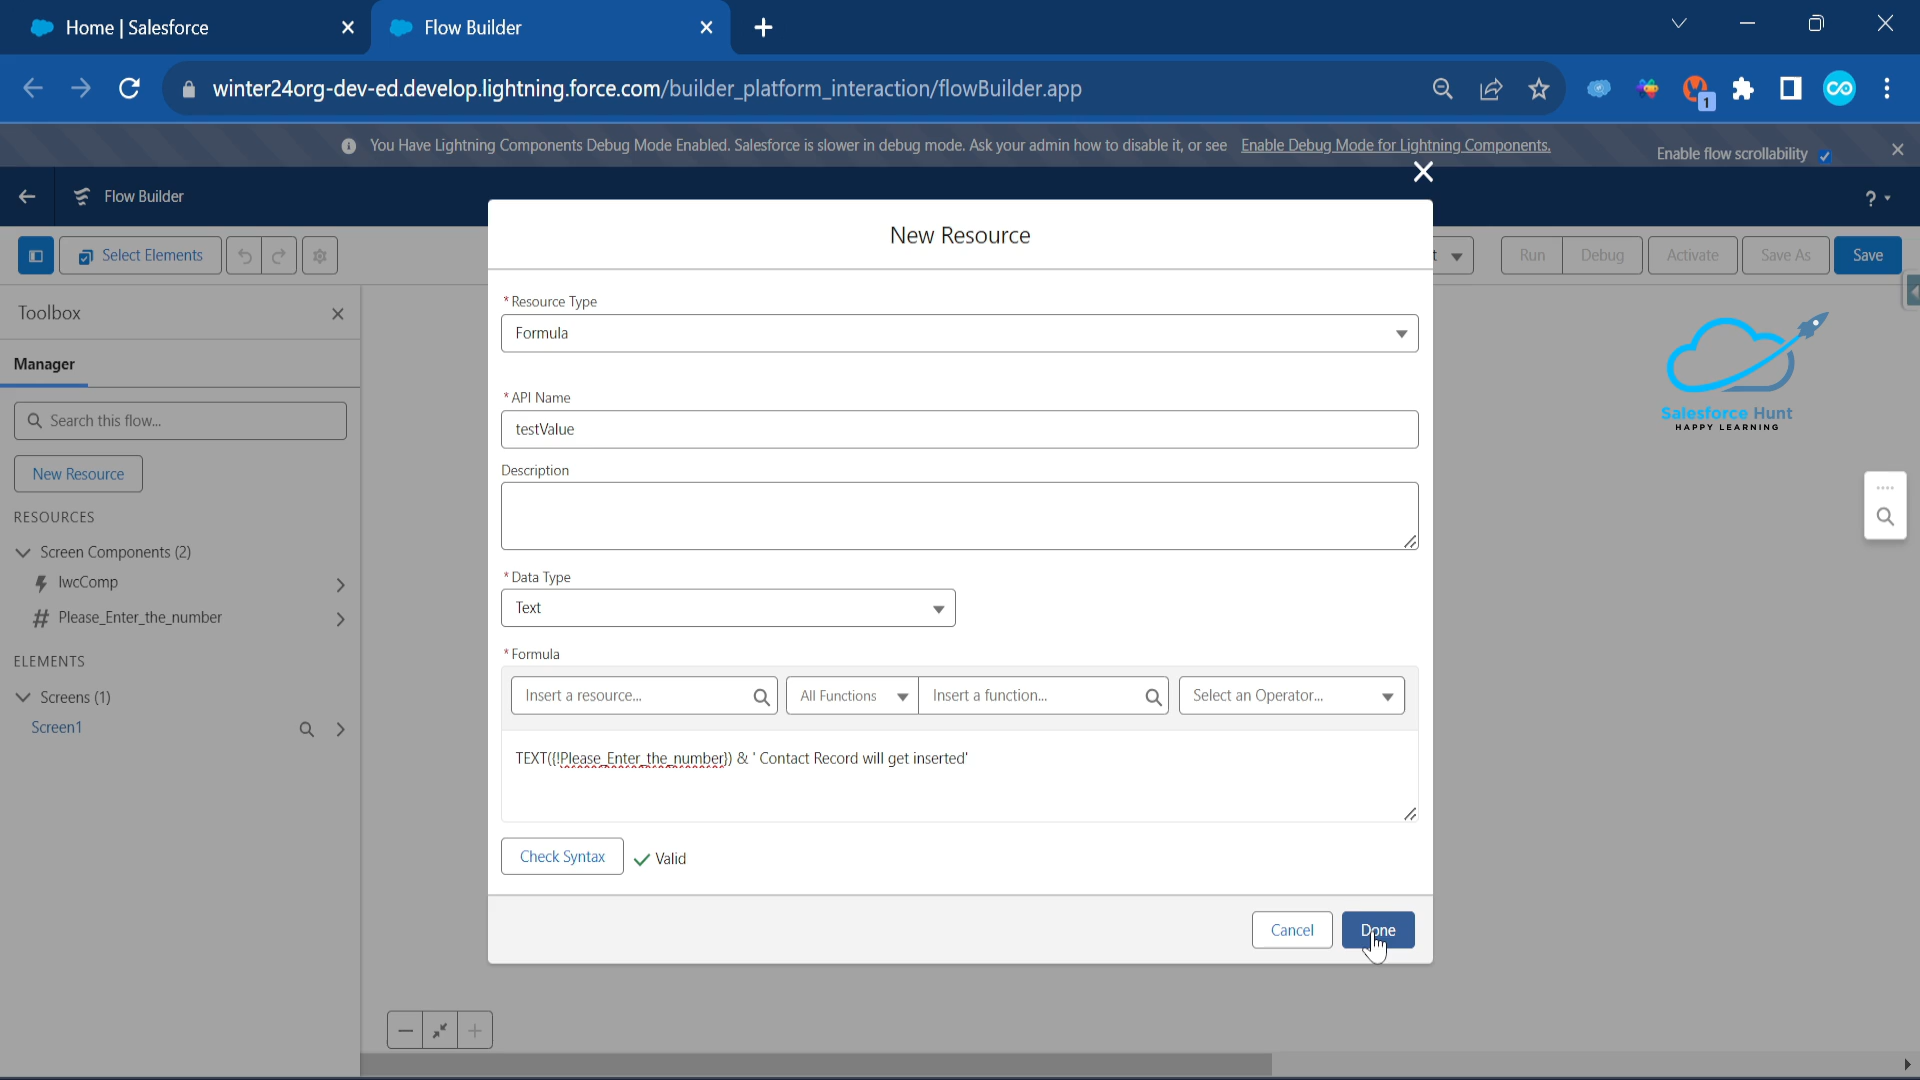 Home | Salesforce
Flow Builder
winter24org-dev-ed.develop.lightning.force.com/builder_platform_interaction/flowBuilder.app
1
You Have Lightning Components Debug Mode Enabled. Salesforce is slower in debug mode. Ask your admin how to disable it, or see Enable Debug Mode for Lightning Components.
Enable flow scrollability
Flow Builder
?
New Resource
Select Elements
t
Run
Debug
Activate
Save As
Save
Toolbox
Manager
Search this flow...
New Resource
RESOURCES
Screen Components (2)
lwcComp
Please_Enter_the_number
ELEMENTS
Screens (1)
Screen1
* Resource Type
Formula
* API Name
testValue
Description
* Data Type
Text
* Formula
Insert a resource...
All Functions
Insert a function...
Select an Operator...
TEXT({!Please_Enter_the_number}) & ' Contact Record will get inserted'
Check Syntax
Valid
Cancel
Done
Salesforce Hunt
HAPPY LEARNING